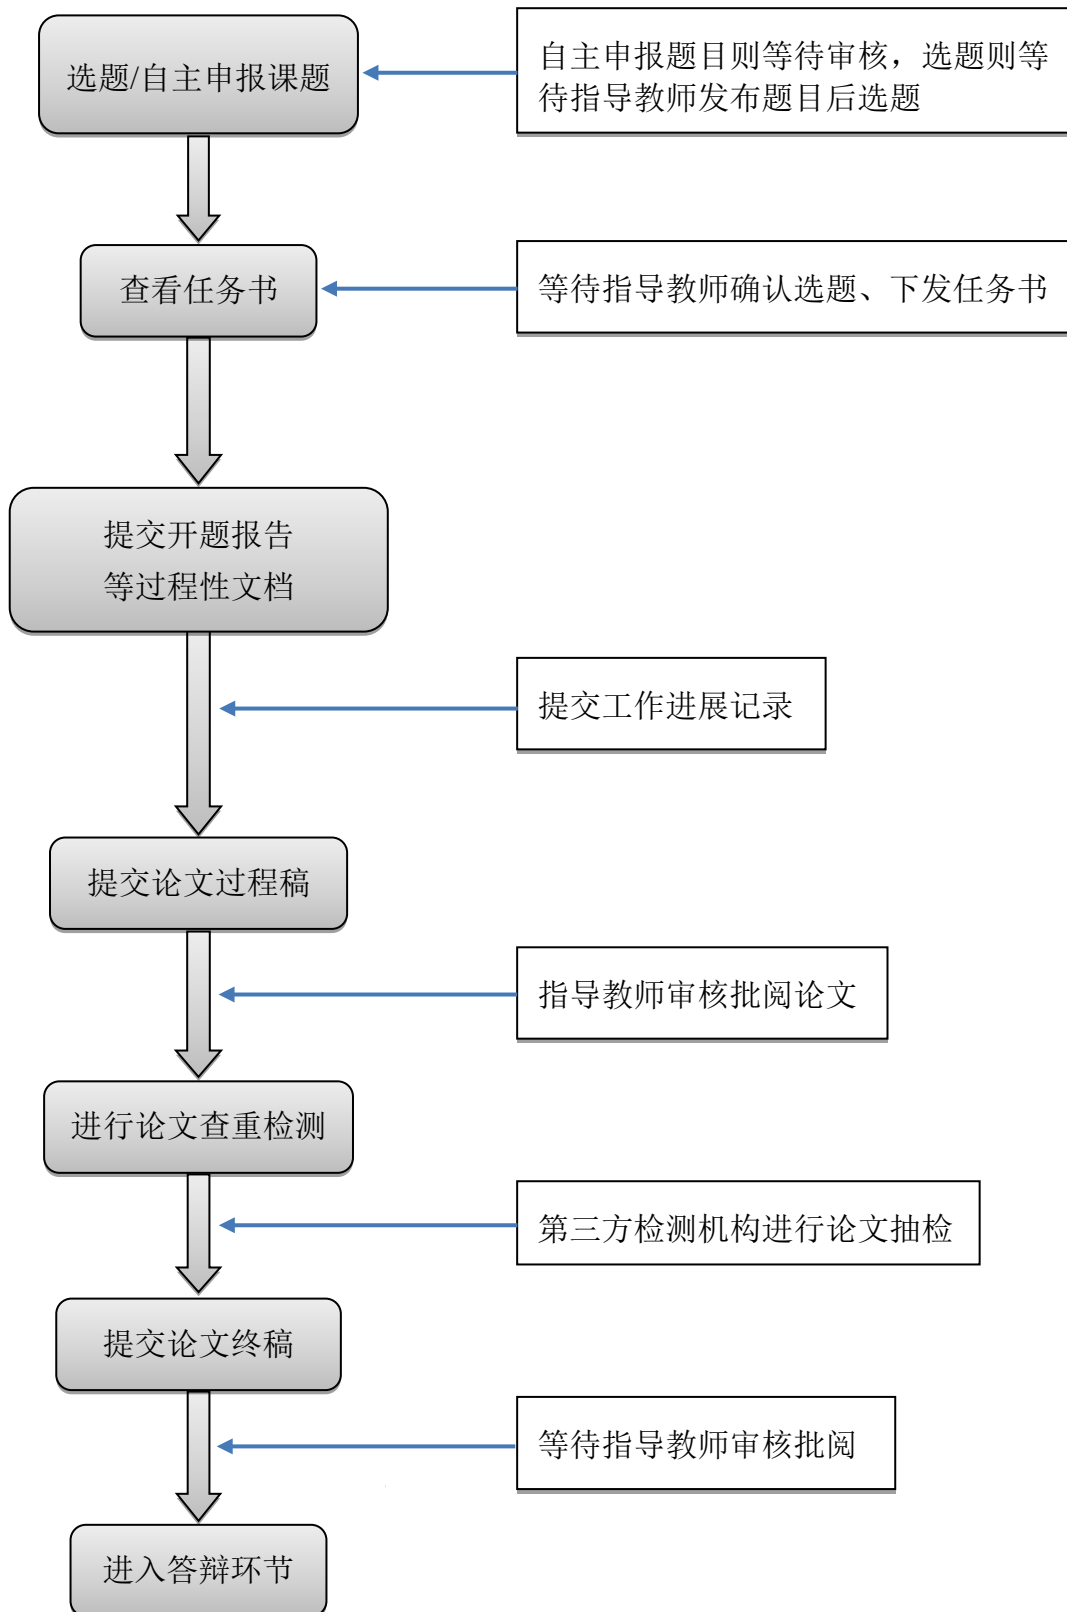 选题/自主申报课题
自主申报题目则等待审核，选题则等
待指导教师发布题目后选题
查看任务书
等待指导教师确认选题、下发任务书
提交开题报告
等过程性文档
提交工作进展记录
提交论文过程稿
指导教师审核批阅论文
进行论文查重检测
第三方检测机构进行论文抽检
提交论文终稿
等待指导教师审核批阅
进入答辩环节